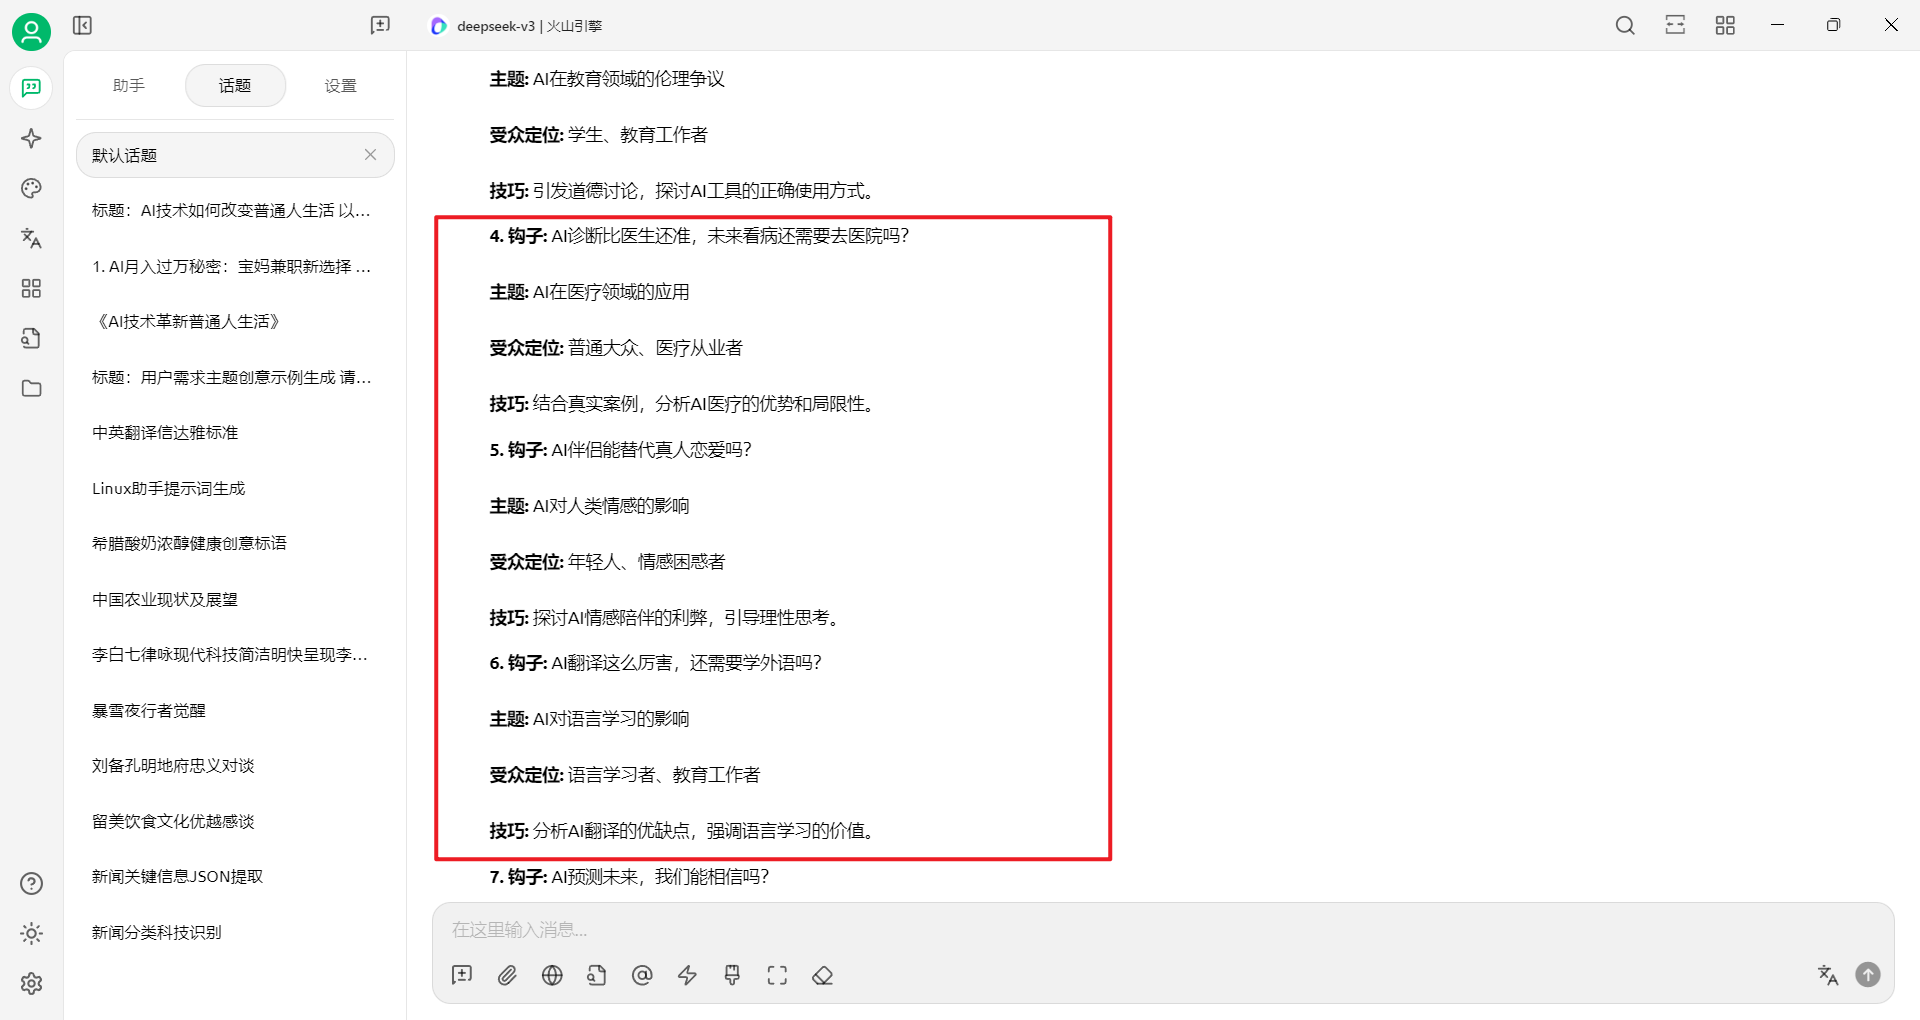 deepseek-v3 | 火山引擎
助手
话题
设置
默认话题
标题：AI技术如何改变普通人生活 以...
1. AI月入过万秘密：宝妈兼职新选择 ...
《AI技术革新普通人生活》
标题：用户需求主题创意示例生成 请...
中英翻译信达雅标准
Linux助手提示词生成
希腊酸奶浓醇健康创意标语
中国农业现状及展望
李白七律咏现代科技简洁明快呈现李...
暴雪夜行者觉醒
刘备孔明地府忠义对谈
留美饮食文化优越感谈
新闻关键信息JSON提取
新闻分类科技识别
主题: AI在教育领域的伦理争议
受众定位: 学生、教育工作者
技巧: 引发道德讨论，探讨AI工具的正确使用方式。
4. 钩子: AI诊断比医生还准，未来看病还需要去医院吗？
主题: AI在医疗领域的应用
受众定位: 普通大众、医疗从业者
技巧: 结合真实案例，分析AI医疗的优势和局限性。
5. 钩子: AI伴侣能替代真人恋爱吗？
主题: AI对人类情感的影响
受众定位: 年轻人、情感困惑者
技巧: 探讨AI情感陪伴的利弊，引导理性思考。
6. 钩子: AI翻译这么厉害，还需要学外语吗？
主题: AI对语言学习的影响
受众定位: 语言学习者、教育工作者
技巧: 分析AI翻译的优缺点，强调语言学习的价值。
7. 钩子: AI预测未来，我们能相信吗？
在这里输入消息...